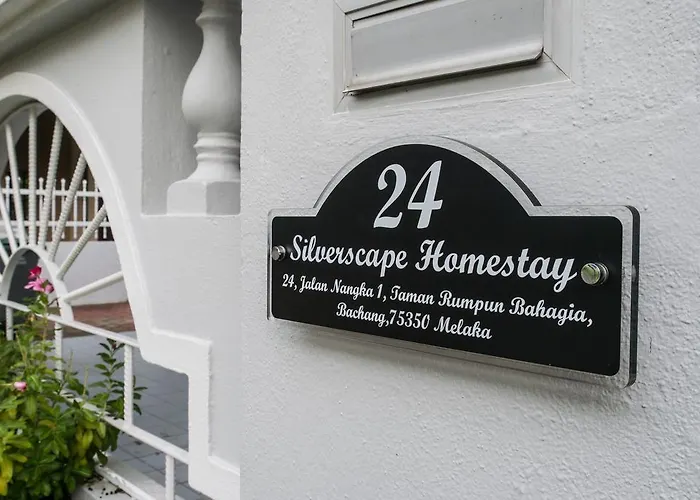 24
Silverscape Homestay
24, Jalan Nangka 1, Taman Rumpun Bahagia,
Bachang,75350 Melaka